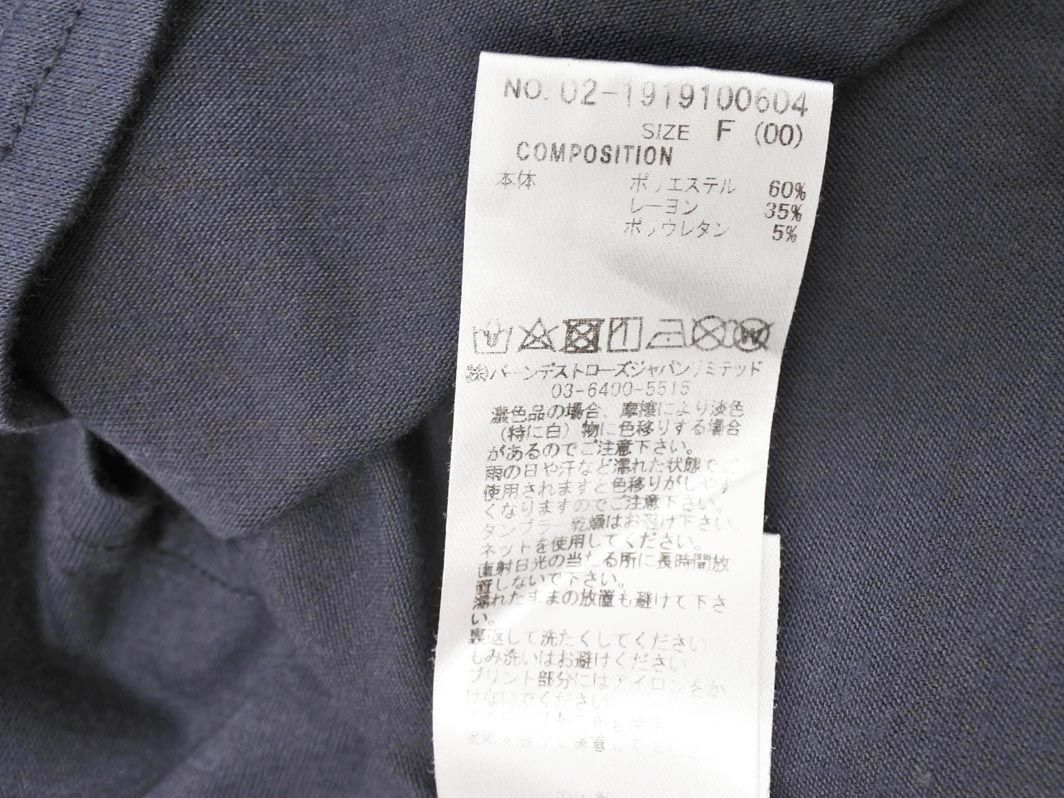 NO. 02-1919100604
SIZE F (00)
COMPOSITION
本体 ポリエステル 60%
レーヨン 35%
ポリウレタン 5%
㈱バーンデストローズジャパンリミテッド
03-6400-5515
濃色品の場合、摩擦により淡色
(特に白)物に色移りする場合
があるのでご注意下さい。
雨の日や汗など濡れた状態でご
使用されますと色移りがしやす
くなりますのでご注意下さい。
タンブラー乾燥はお避け下さい。
ネットを使用してください。
直射日光の当たる所に長時間放
置しないで下さい。
濡れたままの放置も避けて下さ
い。
裏返して洗たくしてください
もみ洗いはお避けください
プリント部分にはアイロンをか
けないでください